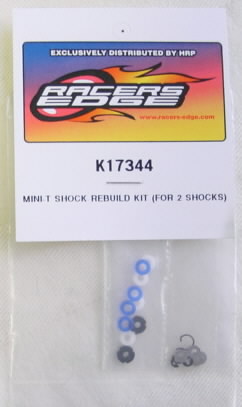 EXCLUSIVELY DISTRIBUTED BY HRP
RACERS
EDGE
www.racers-edge.com
K17344
MINI-T SHOCK REBUILD KIT (FOR 2 SHOCKS)